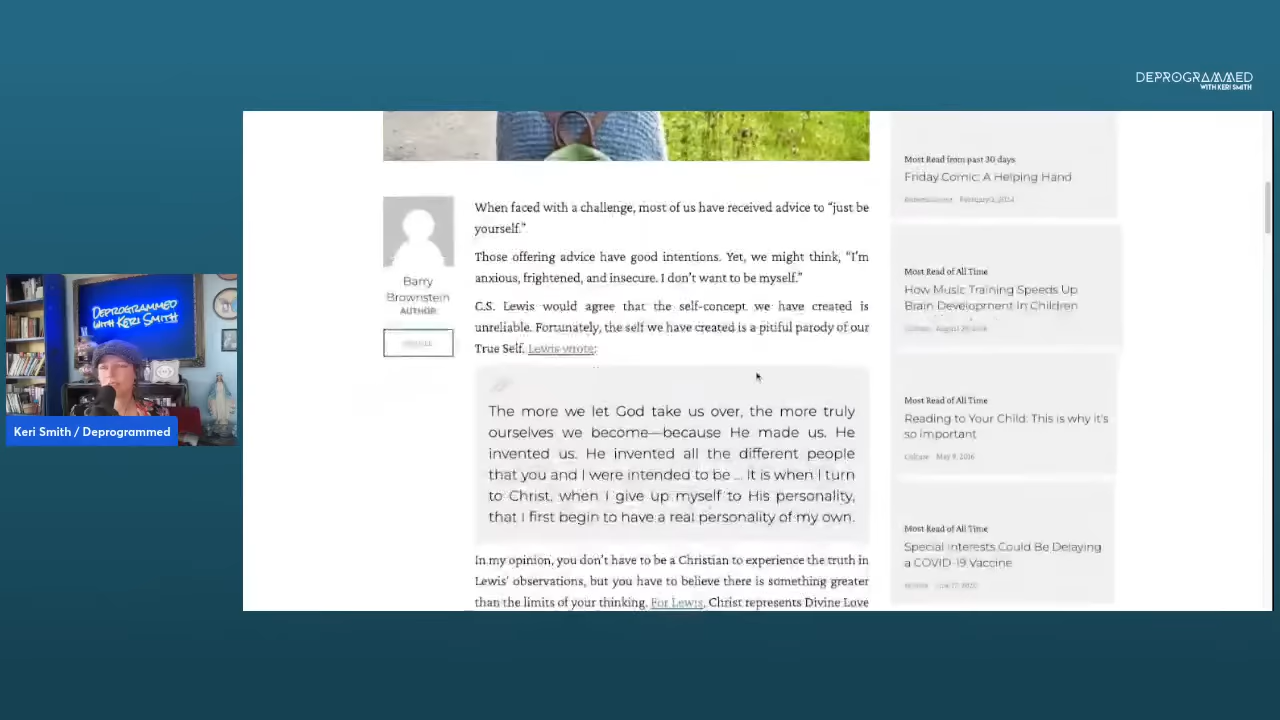 DEPROGRAMMED
WITH KERI SMITH
DEPROGRAMMED
WITH KERI SMITH
Keri Smith / Deprogrammed
Barry
Brownstein
AUTHOR
When faced with a challenge, most of us have received advice to “just be
yourself.”
Those offering advice have good intentions. Yet, we might think, “I’m
anxious, frightened, and insecure. I don’t want to be myself.”
C.S. Lewis would agree that the self-concept we have created is
unreliable. Fortunately, the self we have created is a pitiful parody of our
True Self. Lewis wrote:
The more we let God take us over, the more truly
ourselves we become—because He made us. He
invented us. He invented all the different people
that you and I were intended to be ... It is when I turn
to Christ, when I give up myself to His personality,
that I first begin to have a real personality of my own.
In my opinion, you don’t have to be a Christian to experience the truth in
Lewis’ observations, but you have to believe there is something greater
than the limits of your thinking. For Lewis, Christ represents Divine Love
Most Read from past 30 days
Friday Comic: A Helping Hand
Most Read of All Time
How Music Training Speeds Up
Brain Development In Children
Most Read of All Time
Reading to Your Child: This is why it's
so important
Culture May 9, 2016
Most Read of All Time
Special Interests Could Be Delaying
a COVID-19 Vaccine